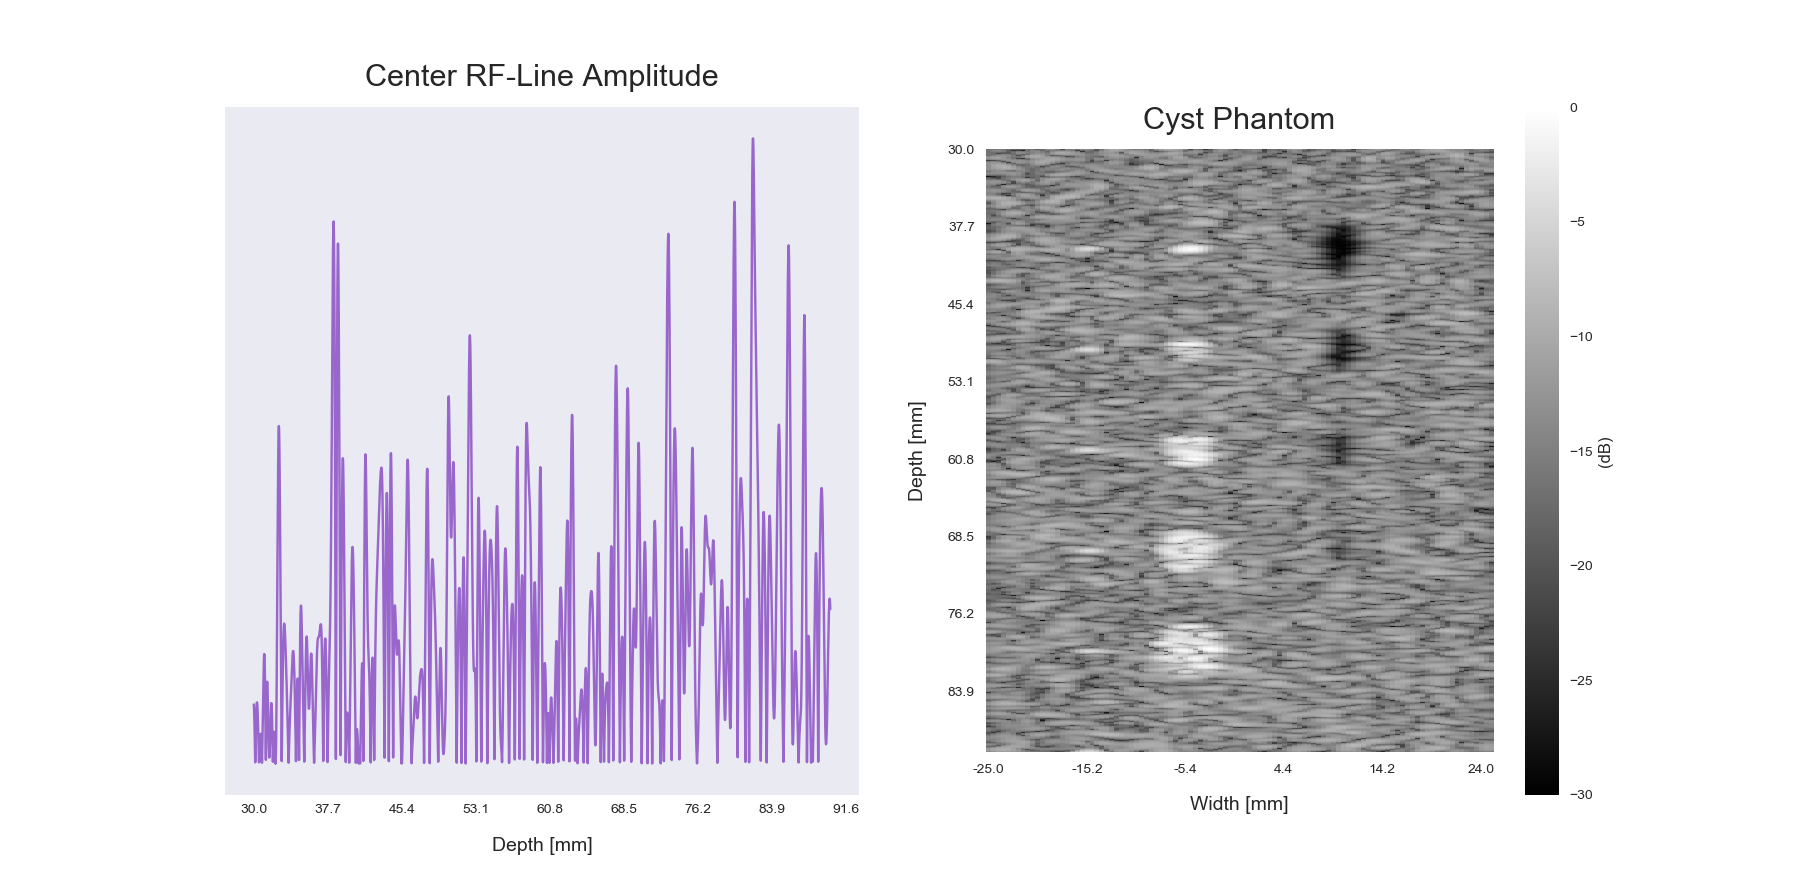 Center RF-Line Amplitude
30.0 37.7 45.4 53.1 60.8 68.5 76.2 83.9 91.6
Depth [mm]
Cyst Phantom
30.0
37.7
45.4
53.1
60.8
68.5
76.2
83.9
Depth [mm]
-25.0 -15.2 -5.4 4.4 14.2 24.0
Width [mm]
0
−5
−10
−15
−20
−25
−30
(dB)